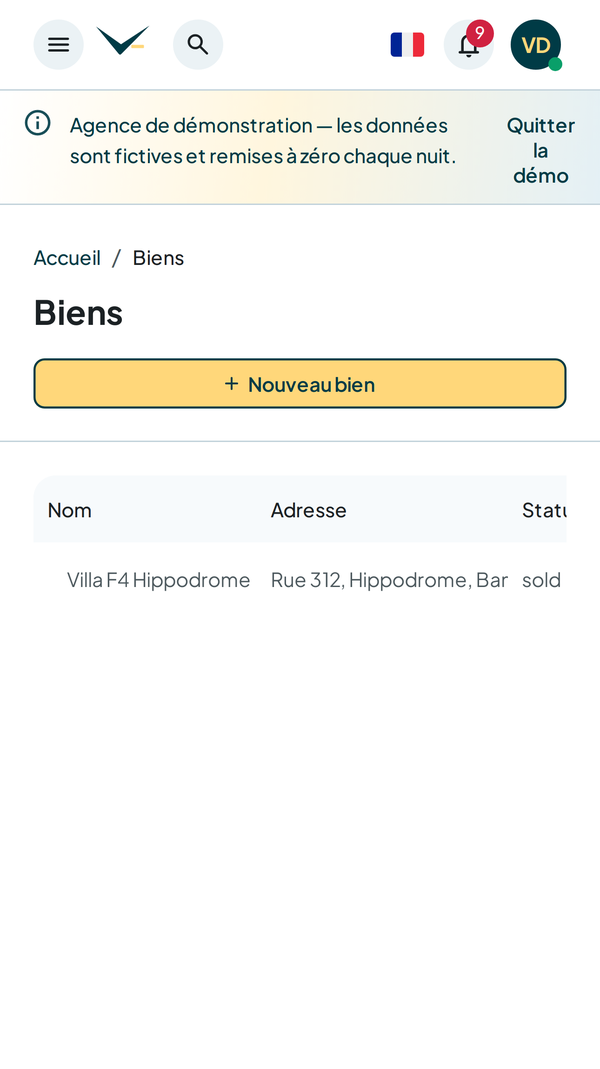 9
VD
Agence de démonstration — les données
sont fictives et remises à zéro chaque nuit.
Quitter
la
démo
Accueil / Biens
Biens
+ Nouveau bien
Nom Adresse Statu
Villa F4 Hippodrome Rue 312, Hippodrome, Bar sold